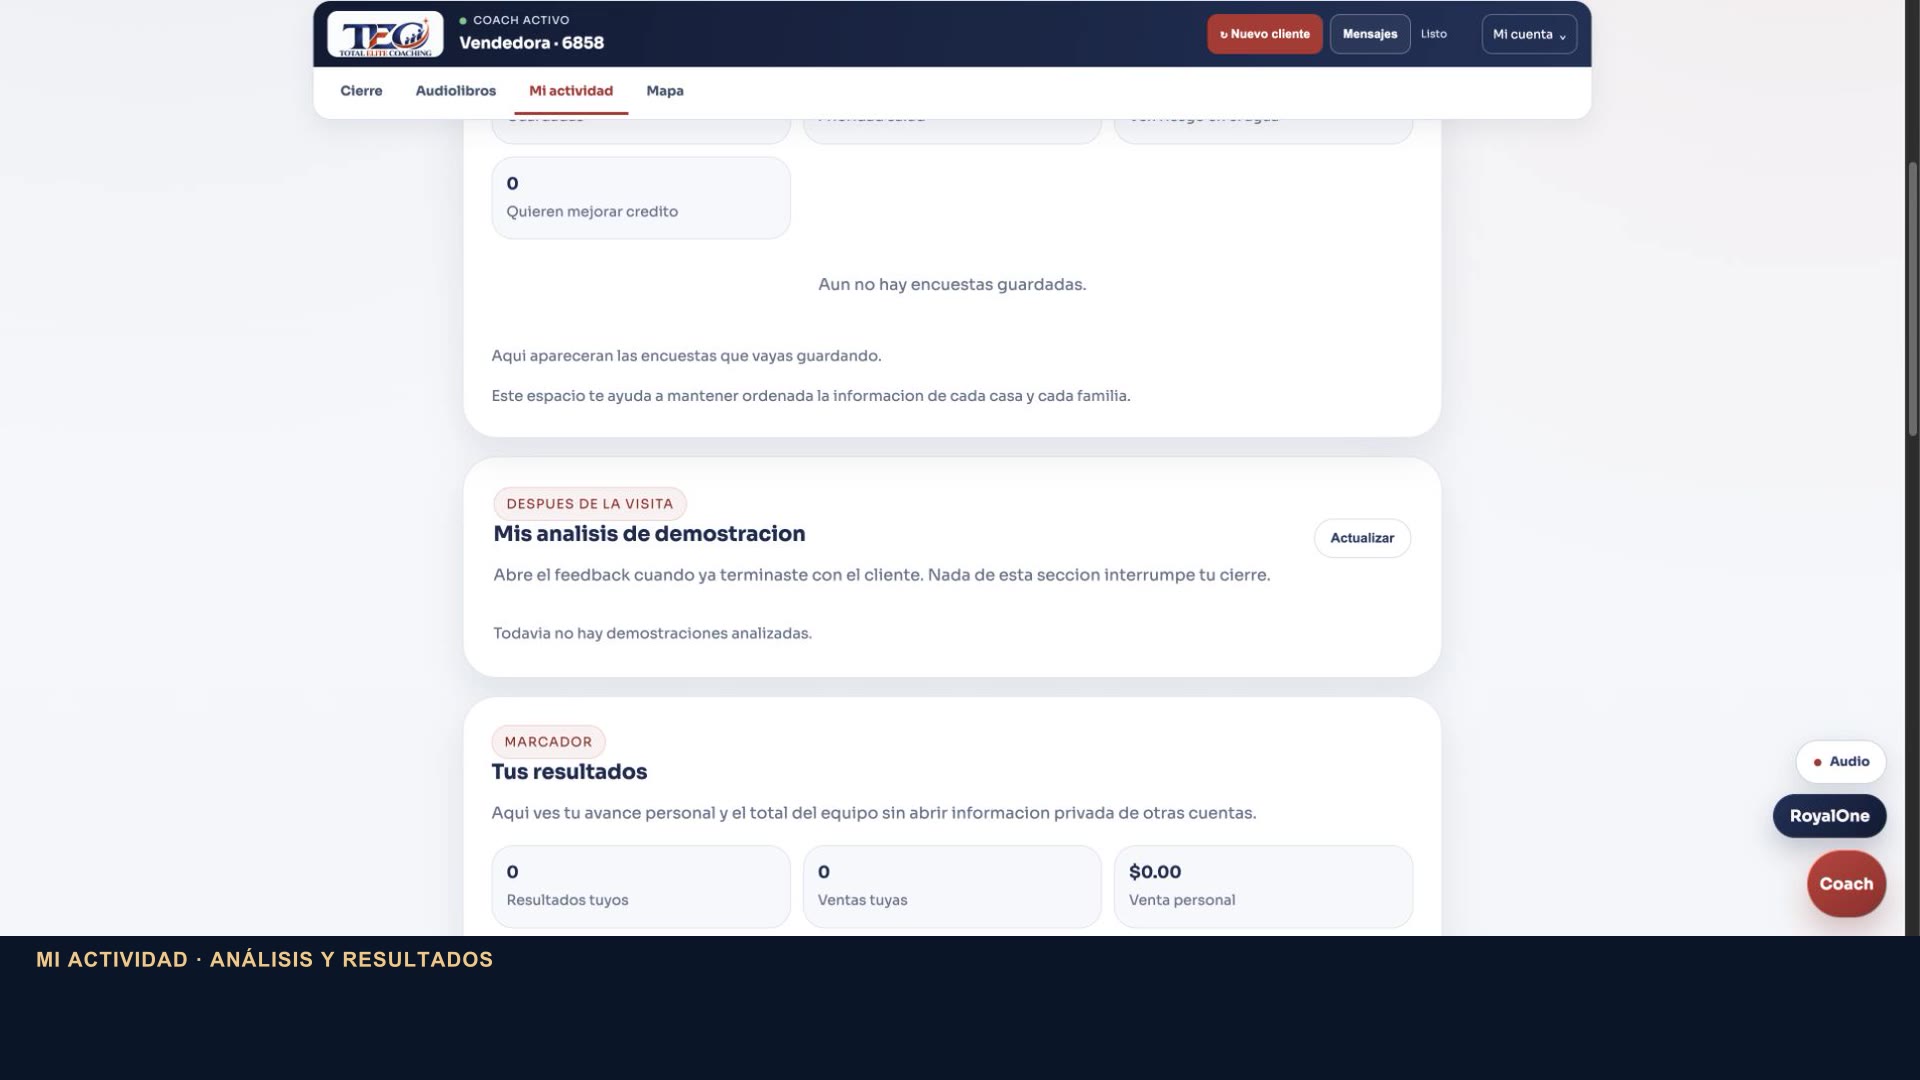 TEC
TOTAL ELITE COACHING
COACH ACTIVO
Vendedora · 6858
↻ Nuevo cliente
Mensajes
Listo
Mi cuenta
Cierre
Audiolibros
Mi actividad
Mapa
0
Quieren mejorar credito
Aun no hay encuestas guardadas.
Aqui apareceran las encuestas que vayas guardando.
Este espacio te ayuda a mantener ordenada la informacion de cada casa y cada familia.
DESPUES DE LA VISITA
Mis analisis de demostracion
Actualizar
Abre el feedback cuando ya terminaste con el cliente. Nada de esta seccion interrumpe tu cierre.
Todavia no hay demostraciones analizadas.
MARCADOR
Tus resultados
Aqui ves tu avance personal y el total del equipo sin abrir informacion privada de otras cuentas.
0
Resultados tuyos
0
Ventas tuyas
$0.00
Venta personal
Audio
RoyalOne
Coach
MI ACTIVIDAD · ANÁLISIS Y RESULTADOS